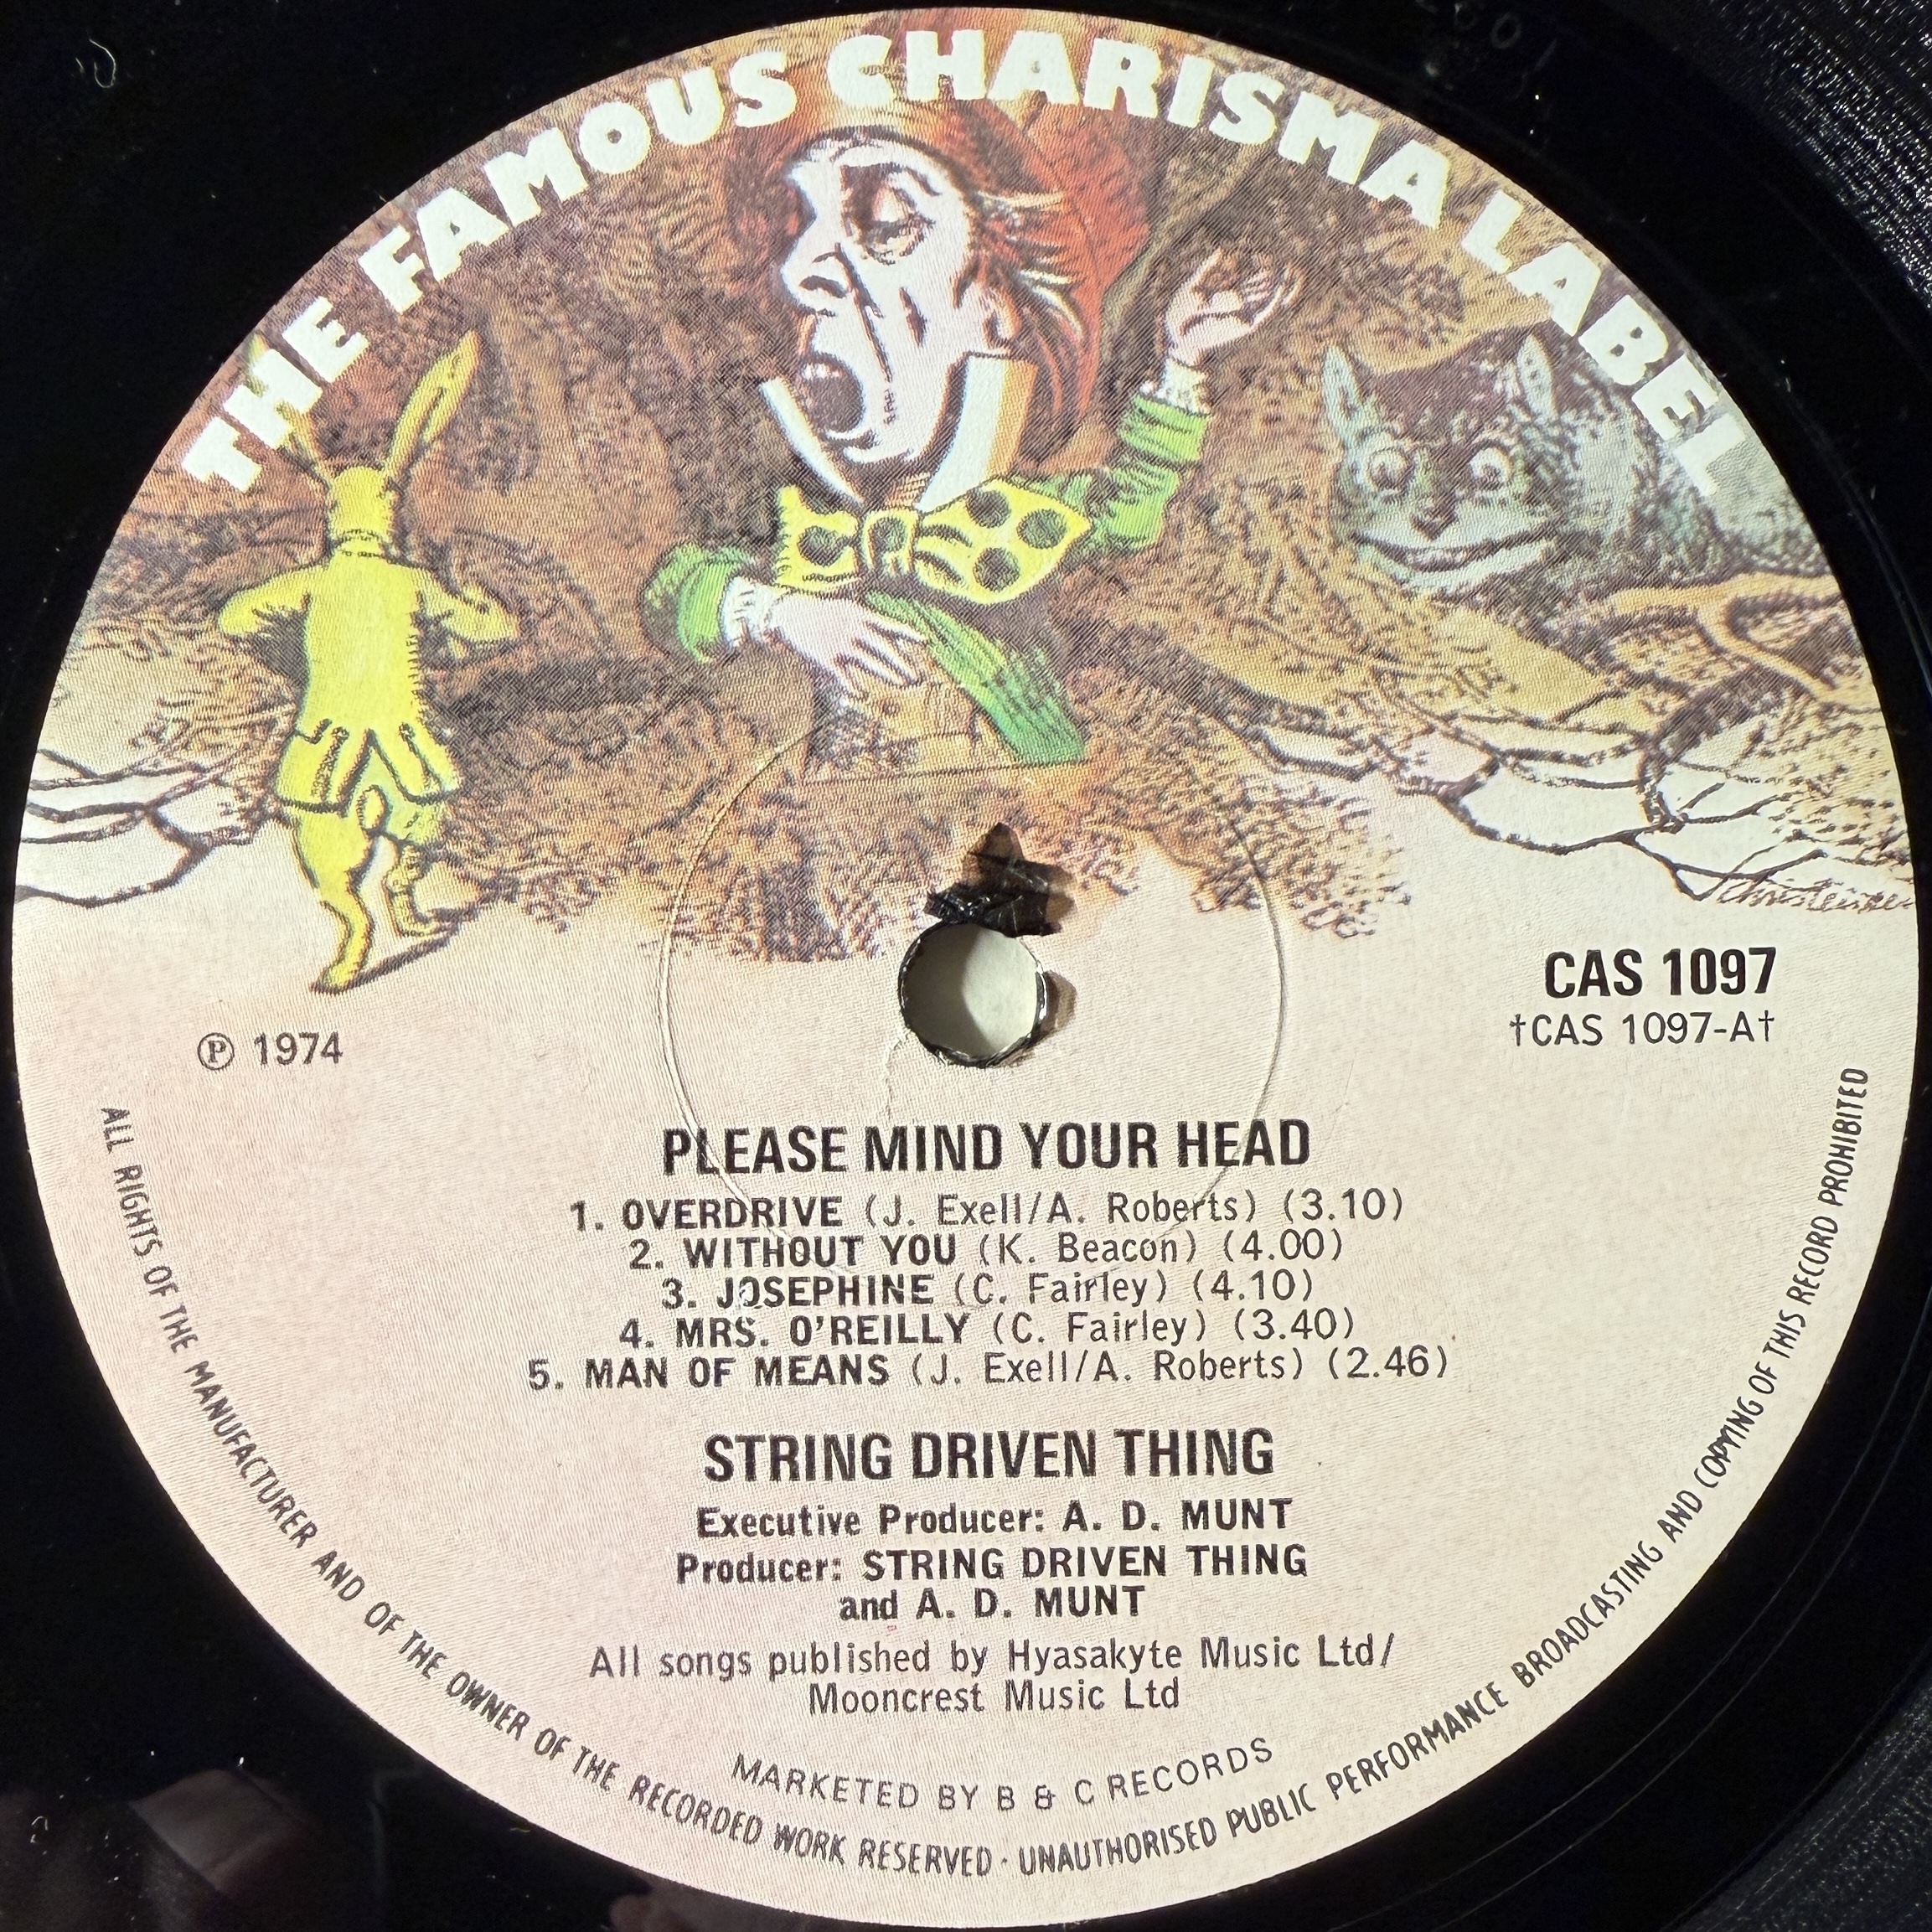 THE FAMOUS CHARISMA LABEL
CAS 1097
℗ 1974
†CAS 1097-A†
PLEASE MIND YOUR HEAD
1. OVERDRIVE (J. Exell/A. Roberts) (3.10)
2. WITHOUT YOU (K. Beacon) (4.00)
3. JOSEPHINE (C. Fairley) (4.10)
4. MRS. O'REILLY (C. Fairley) (3.40)
5. MAN OF MEANS (J. Exell/A. Roberts) (2.46)
STRING DRIVEN THING
Executive Producer: A. D. MUNT
Producer: STRING DRIVEN THING
and A. D. MUNT
All songs published by Hyasakyte Music Ltd/
Mooncrest Music Ltd
MARKETED BY B & C RECORDS
ALL RIGHTS OF THE MANUFACTURER AND OF THE OWNER OF THE RECORDED WORK RESERVED · UNAUTHORISED PUBLIC PERFORMANCE BROADCASTING AND COPYING OF THIS RECORD PROHIBITED